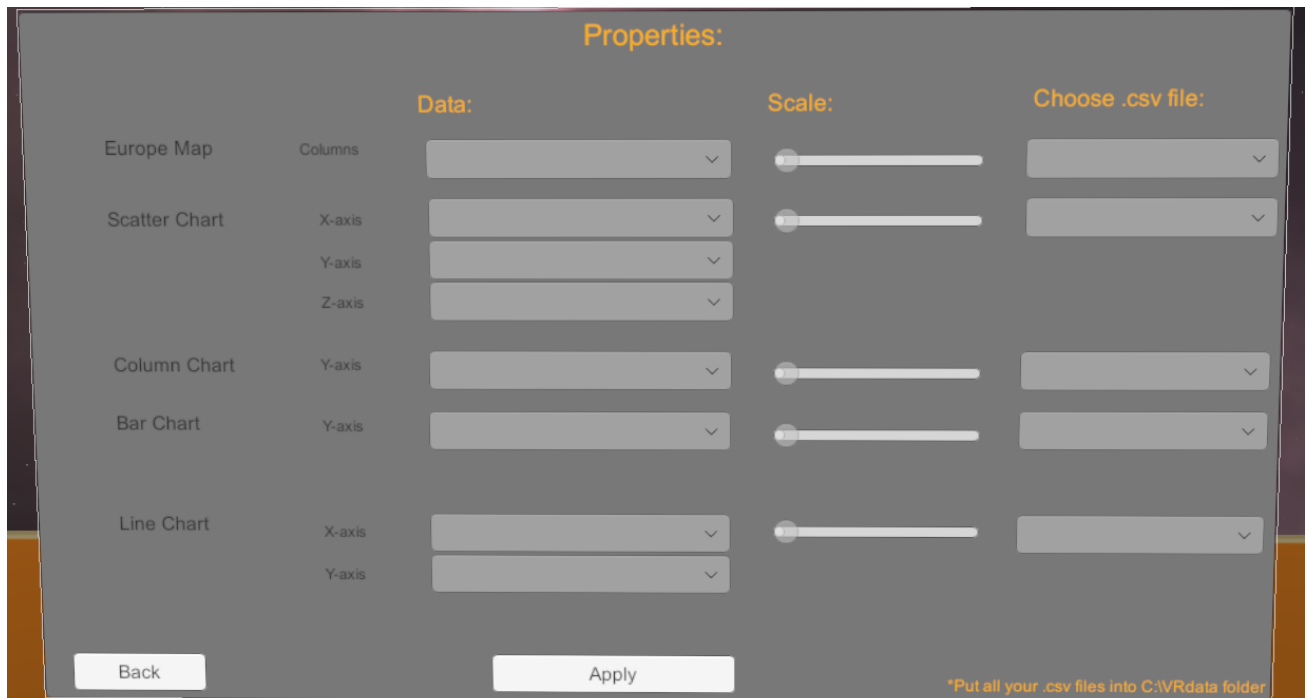 Properties:
Data:
Scale:
Choose .csv file:
Europe Map
Columns
Scatter Chart
X-axis
Y-axis
Z-axis
Column Chart
Y-axis
Bar Chart
Y-axis
Line Chart
X-axis
Y-axis
Back
Apply
*Put all your .csv files into C:\VRdata folder